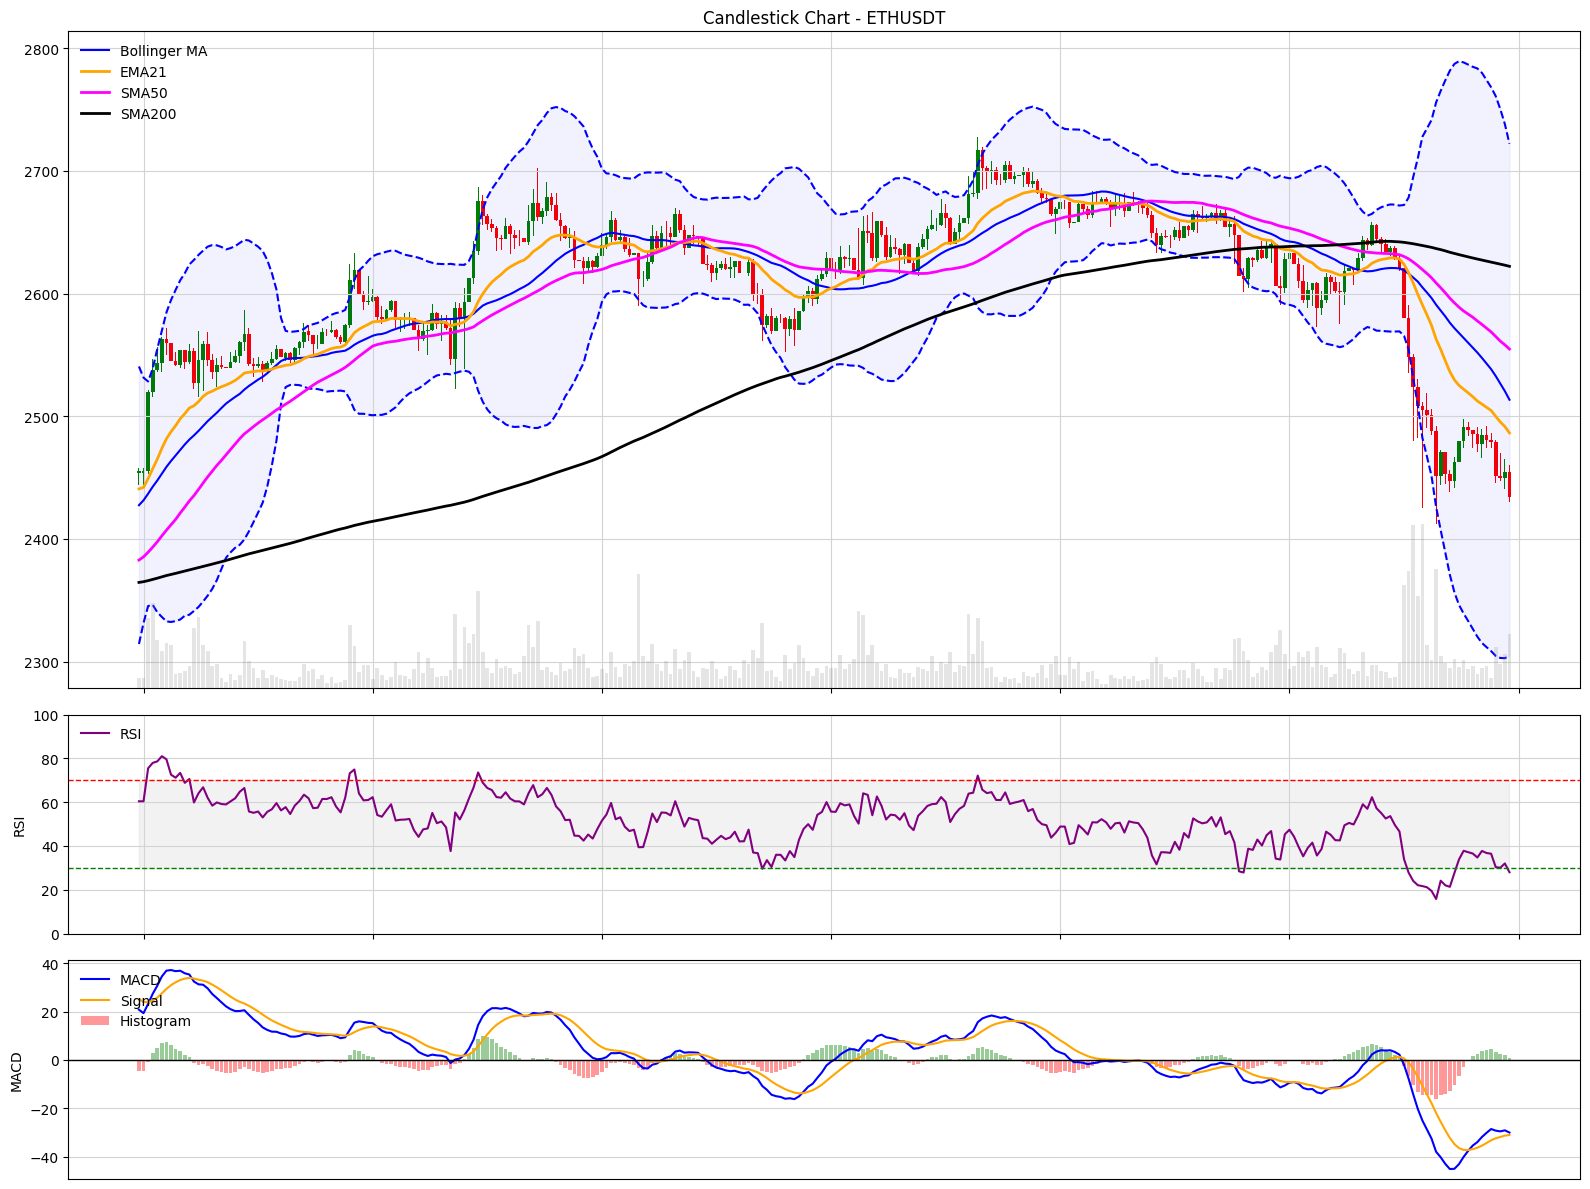 Candlestick Chart - ETHUSDT
2800
2700
2600
2500
2400
2300
Bollinger MA
EMA21
SMA50
SMA200
100
80
60
40
20
0
RSI
RSI
40
20
0
−20
−40
MACD
MACD
Signal
Histogram